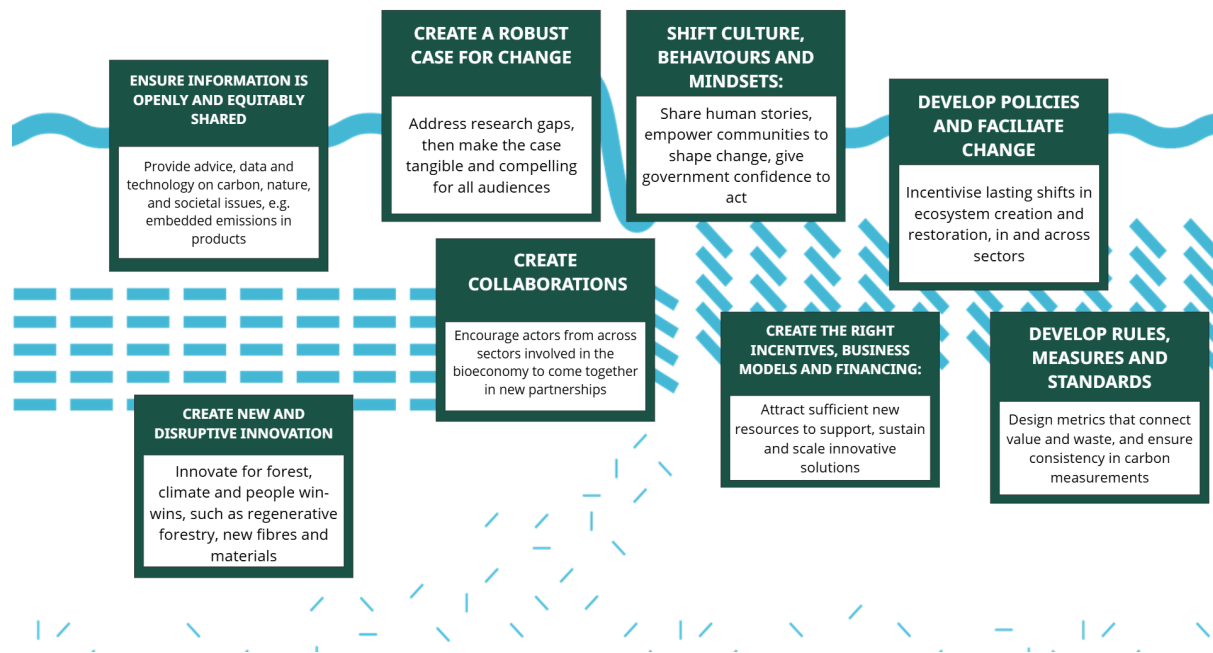 ENSURE INFORMATION IS
OPENLY AND EQUITABLY
SHARED
Provide advice, data and
technology on carbon, nature,
and societal issues, e.g.
embedded emissions in
products
CREATE A ROBUST
CASE FOR CHANGE
Address research gaps,
then make the case
tangible and compelling
for all audiences
SHIFT CULTURE,
BEHAVIOURS AND
MINDSETS:
Share human stories,
empower communities to
shape change, give
government confidence to
act
DEVELOP POLICIES
AND FACILIATE
CHANGE
Incentivise lasting shifts in
ecosystem creation and
restoration, in and across
sectors
CREATE NEW AND
DISRUPTIVE INNOVATION
Innovate for forest,
climate and people win-
wins, such as regenerative
forestry, new fibres and
materials
CREATE
COLLABORATIONS
Encourage actors from across
sectors involved in the
bioeconomy to come together
in new partnerships
CREATE THE RIGHT
INCENTIVES, BUSINESS
MODELS AND FINANCING:
Attract sufficient new
resources to support, sustain
and scale innovative
solutions
DEVELOP RULES,
MEASURES AND
STANDARDS
Design metrics that connect
value and waste, and ensure
consistency in carbon
measurements